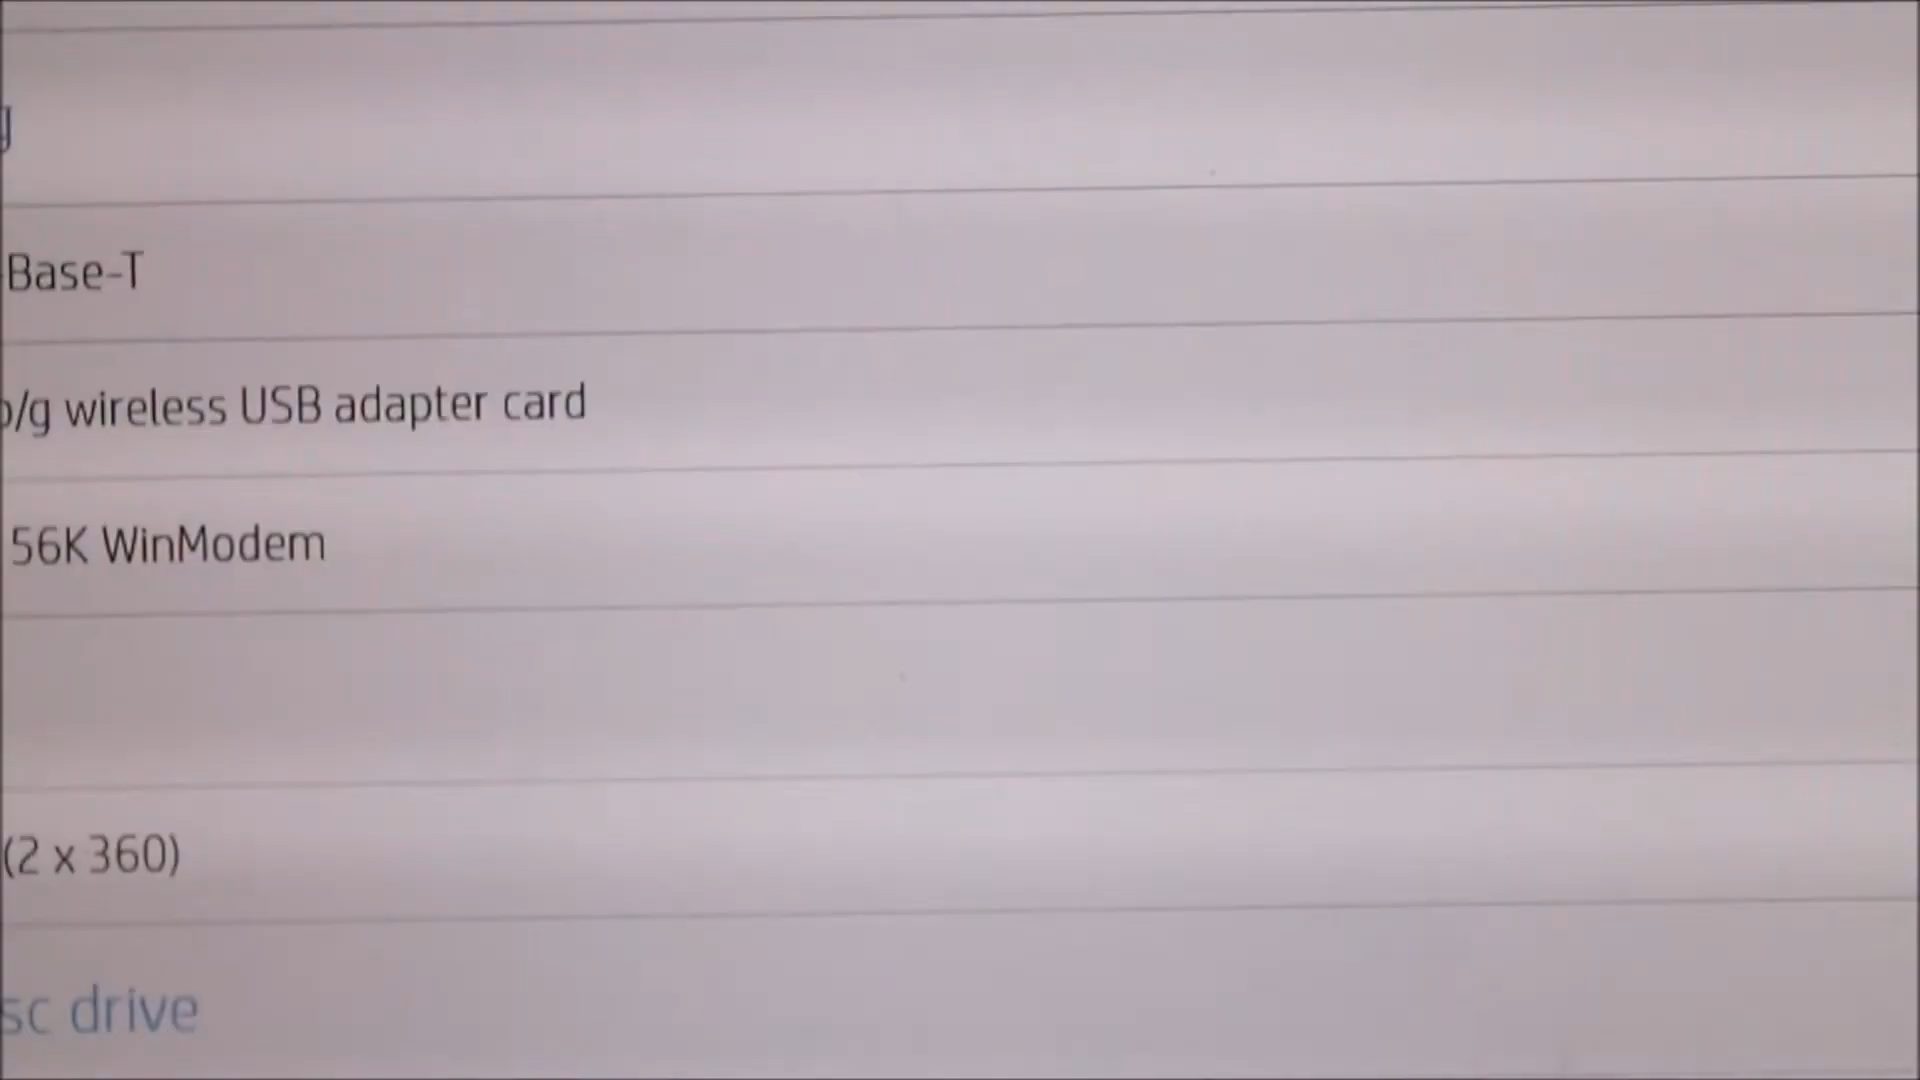 Base-T
/g wireless USB adapter card
56K WinModem
(2 x 360)
sc drive